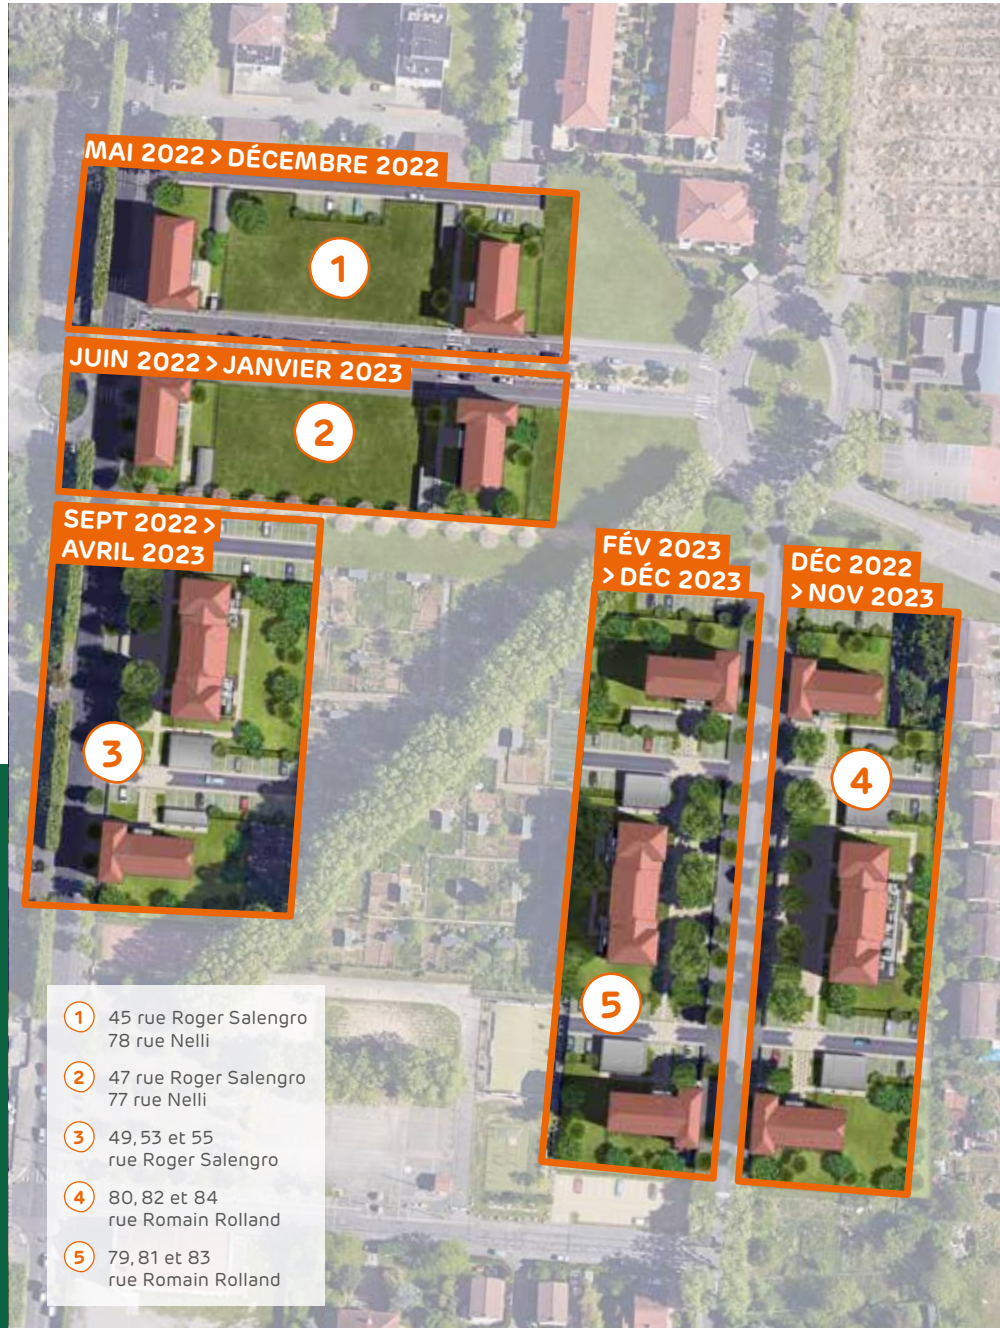 MAI 2022 > DÉCEMBRE 2022
1
JUIN 2022 > JANVIER 2023
2
SEPT 2022 >
AVRIL 2023
3
FÉV 2023
> DÉC 2023
5
DÉC 2022
> NOV 2023
4
1 45 rue Roger Salengro
78 rue Nelli
2 47 rue Roger Salengro
77 rue Nelli
3 49, 53 et 55
rue Roger Salengro
4 80, 82 et 84
rue Romain Rolland
5 79, 81 et 83
rue Romain Rolland